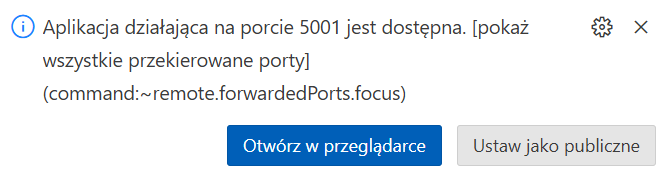 Aplikacja działająca na porcie 5001 jest dostępna. [pokaż
wszystkie przekierowane porty]
(command:~remote.forwardedPorts.focus)
Otwórz w przeglądarce
Ustaw jako publiczne